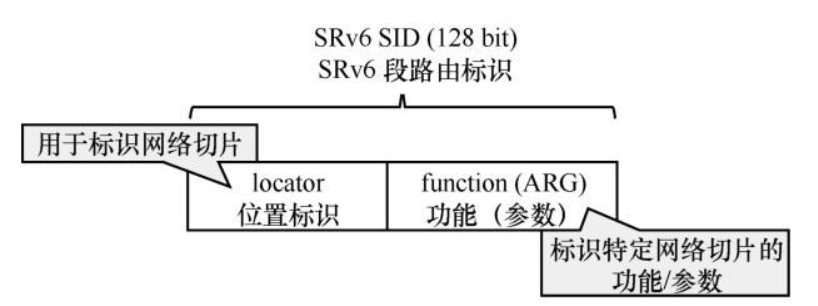 SRv6 SID (128 bit)
SRv6 段路由标识
用于标识网络切片
locator
位置标识
function (ARG)
功能（参数）
标识特定网络切片的
功能/参数